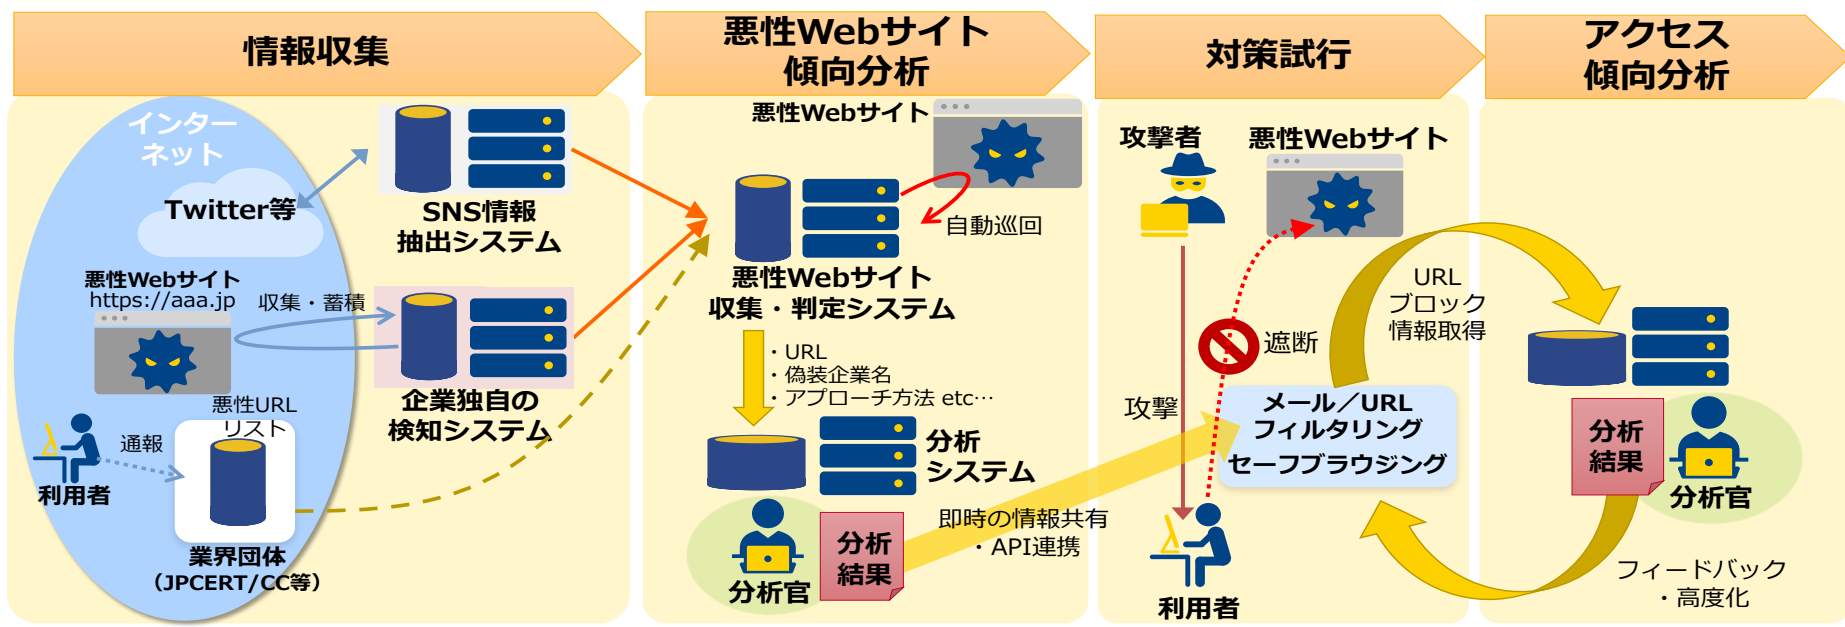 情報収集
インター
ネット
Twitter等
SNS情報
抽出システム
悪性Webサイト
https://aaa.jp
収集・蓄積
企業独自の
検知システム
悪性URL
リスト
通報
利用者
業界団体
（JPCERT/CC等）
悪性Webサイト
傾向分析
悪性Webサイト
自動巡回
悪性Webサイト
収集・判定システム
・URL
・偽装企業名
・アプローチ方法 etc…
分析
システム
分析官
分析
結果
即時の情報共有
・API連携
対策試行
攻撃者
悪性Webサイト
遮断
攻撃
メール／URL
フィルタリング
セーフブラウジング
利用者
アクセス
傾向分析
URL
ブロック
情報取得
分析
結果
分析官
フィードバック
・高度化